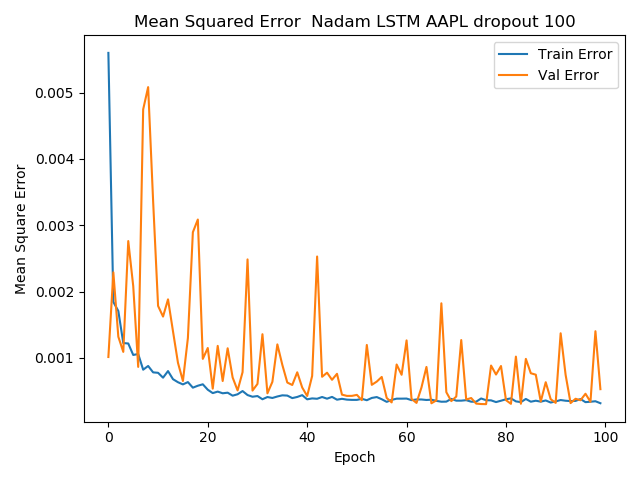 Mean Squared Error  Nadam LSTM AAPL dropout 100
Train Error
Val Error
0.005
0.004
0.003
0.002
0.001
Mean Square Error
0 20 40 60 80 100
Epoch